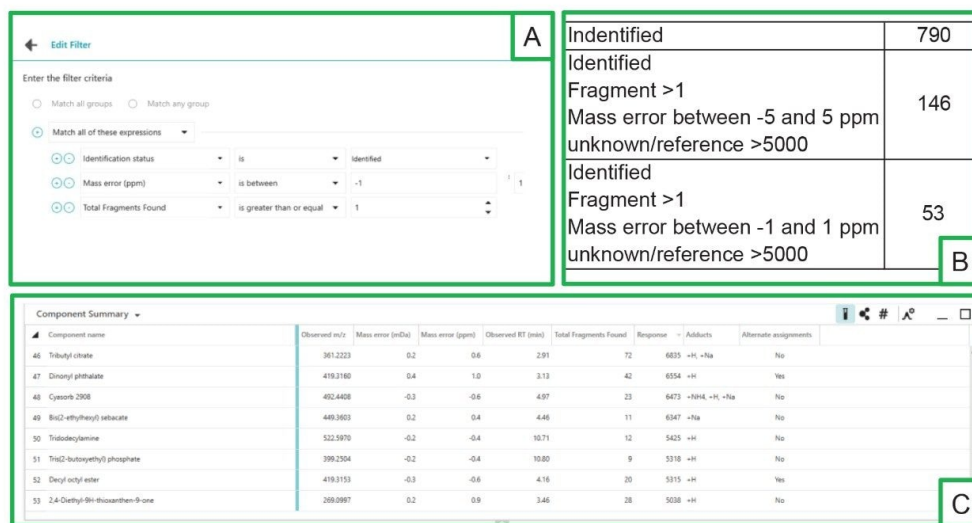 A
Edit Filter
Enter the filter criteria
Match all groups Match any group
Match all of these expressions
Identification status is Identified
Mass error (ppm) is between -1 1
Total Fragments Found is greater than or equal 1
Indentified 790
Identified
Fragment >1
Mass error between -5 and 5 ppm
unknown/reference >5000
146
Identified
Fragment >1
Mass error between -1 and 1 ppm
unknown/reference >5000
53
B
Component Summary
Component name Observed m/z Mass error (mDa) Mass error (ppm) Observed RT (min) Total Fragments Found Response Adducts Alternate assignments
46 Tributyl citrate 361.2223 0.2 0.6 2.91 72 6835 +H, +Na No
47 Dinonyl phthalate 419.3160 0.4 1.0 3.13 42 6554 +H Yes
48 Cyasorb 2908 492.4408 -0.3 -0.6 4.97 23 6473 +NH4, +H, +Na No
49 Bis(2-ethylhexyl) sebacate 449.3603 0.2 0.4 4.46 11 6347 +Na No
50 Tridodecylamine 522.5970 -0.2 -0.4 10.71 12 5425 +H No
51 Tris(2-butoxyethyl) phosphate 399.2504 -0.2 -0.4 10.80 9 5318 +H No
52 Decyl octyl ester 419.3153 -0.3 -0.6 4.16 20 5315 +H Yes
53 2,4-Diethyl-9H-thioxanthen-9-one 269.0997 0.2 0.9 3.46 28 5038 +H No
C